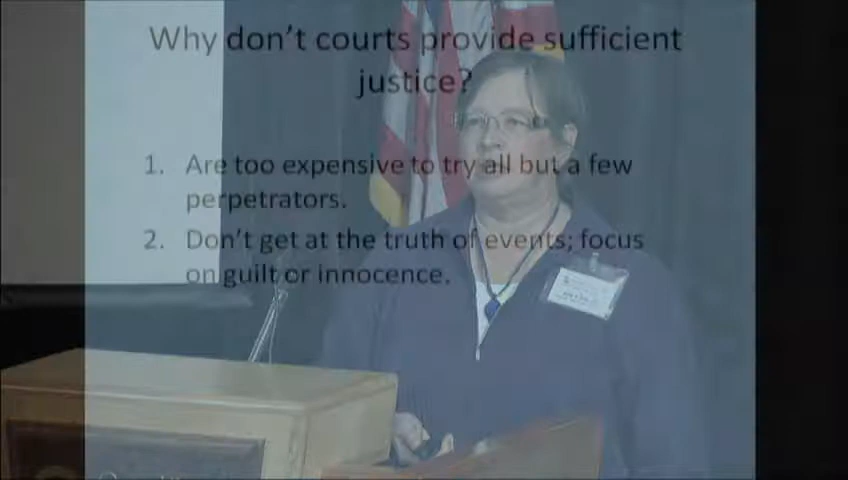 Why don't courts provide sufficient
justice?
1. Are too expensive to try all but a few
perpetrators.
2. Don't get at the truth of events; focus
on guilt or innocence.